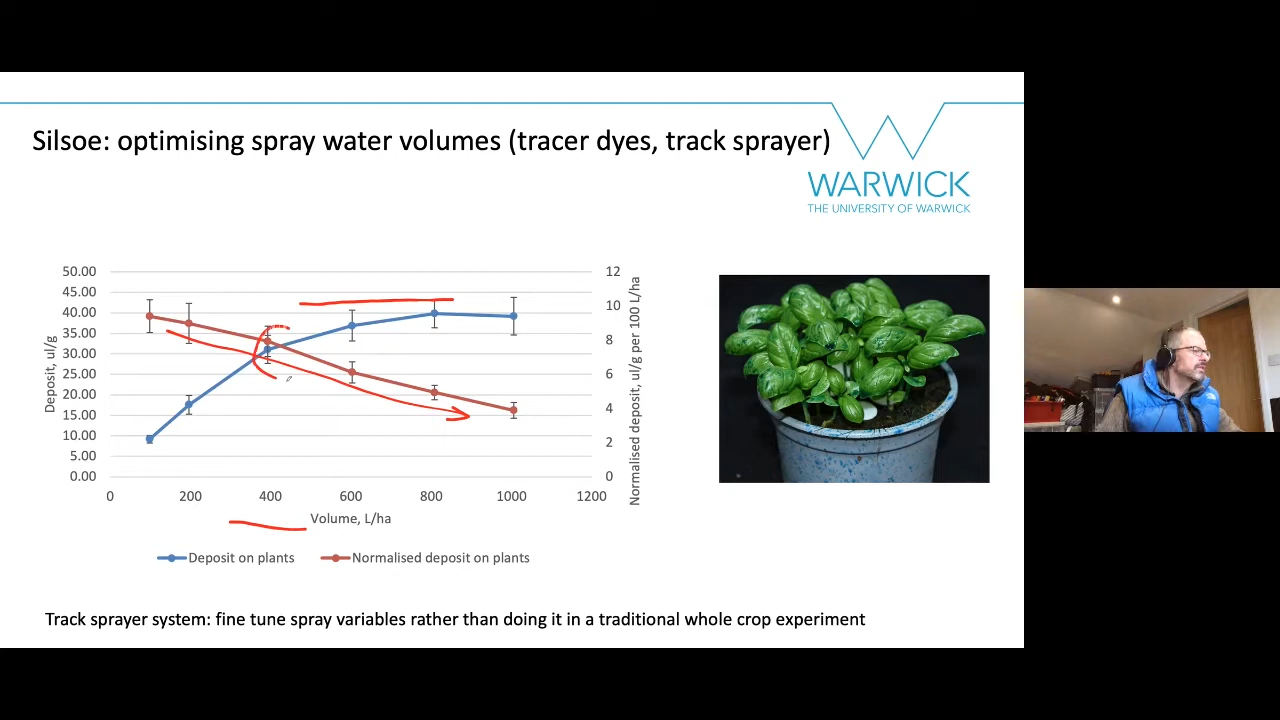 Silsoe: optimising spray water volumes (tracer dyes, track sprayer)
WARWICK
THE UNIVERSITY OF WARWICK
50.00
45.00
40.00
35.00
30.00
25.00
20.00
15.00
10.00
5.00
0.00
Deposit, ul/g
12
10
8
6
4
2
0
Normalised deposit, ul/g per 100 L/ha
0 200 400 600 800 1000 1200
Volume, L/ha
Deposit on plants Normalised deposit on plants
Track sprayer system: fine tune spray variables rather than doing it in a traditional whole crop experiment